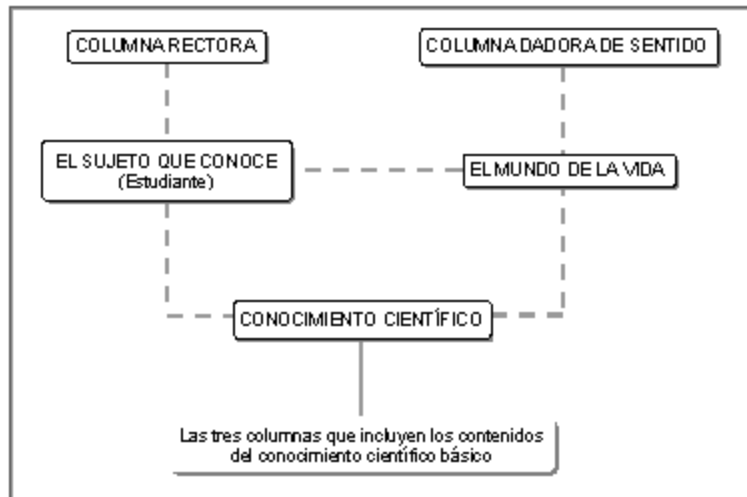 COLUMNA RECTORA
COLUMNA DADORA DE SENTIDO
EL SUJETO QUE CONOCE
(Estudiante)
EL MUNDO DE LA VIDA
CONOCIMIENTO CIENTÍFICO
Las tres columnas que incluyen los contenidos
del conocimiento científico básico